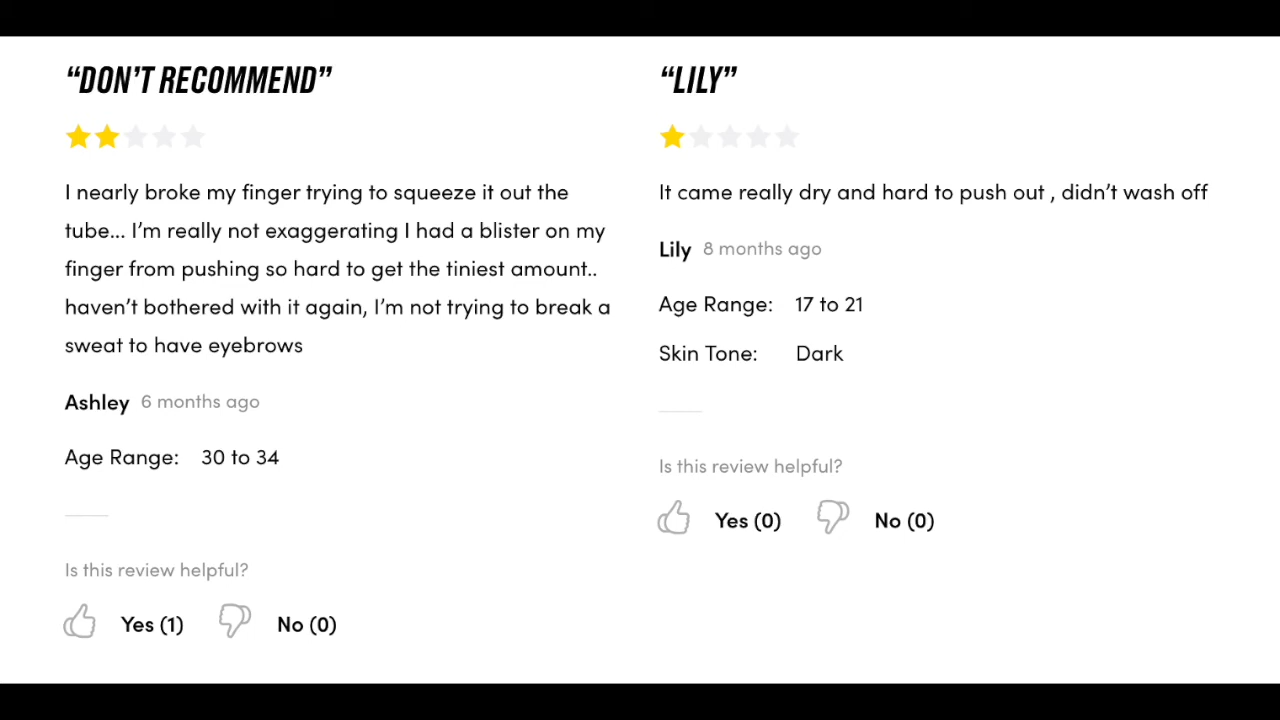 “DON’T RECOMMEND”
I nearly broke my finger trying to squeeze it out the
tube... I’m really not exaggerating I had a blister on my
finger from pushing so hard to get the tiniest amount..
haven’t bothered with it again, I’m not trying to break a
sweat to have eyebrows
Ashley 6 months ago
Age Range: 30 to 34
Is this review helpful?
Yes (1) No (0)
“LILY”
It came really dry and hard to push out , didn’t wash off
Lily 8 months ago
Age Range: 17 to 21
Skin Tone: Dark
Is this review helpful?
Yes (0) No (0)